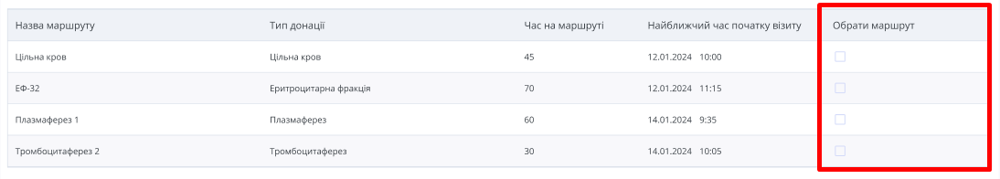 Назва маршруту Тип донації Час на маршруті Найближчий час початку візиту Обрати маршрут
Цільна кров Цільна кров 45 12.01.2024 10:00
ЕФ-32 Еритроцитарна фракція 70 12.01.2024 11:15
Плазмаферез 1 Плазмаферез 60 14.01.2024 9:35
Тромбоцитаферез 2 Тромбоцитаферез 30 14.01.2024 10:05